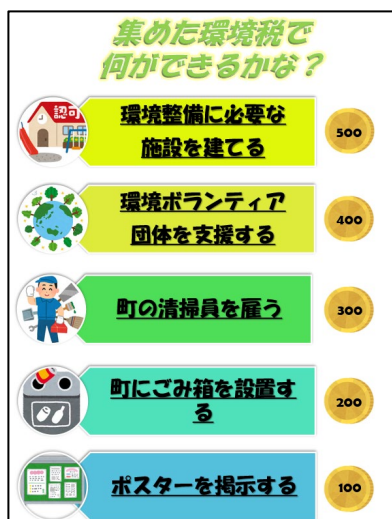 集めた環境税で
何ができるかな？
認可
環境整備に必要な
施設を建てる
500
環境ボランティア
団体を支援する
400
町の清掃員を雇う
300
町にごみ箱を設置す
る
200
ポスターを掲示する
100